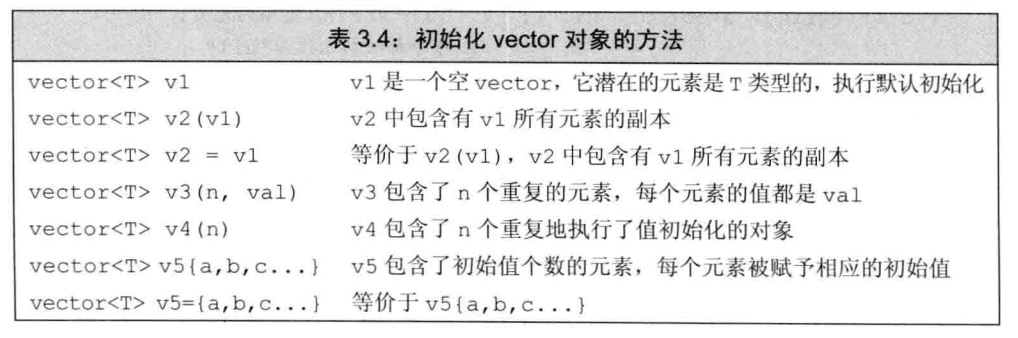 表 3.4：初始化 vector 对象的方法
vector<T> v1 v1 是一个空 vector，它潜在的元素是 T 类型的，执行默认初始化
vector<T> v2(v1) v2 中包含有 v1 所有元素的副本
vector<T> v2 = v1 等价于 v2(v1)，v2 中包含有 v1 所有元素的副本
vector<T> v3(n, val) v3 包含了 n 个重复的元素，每个元素的值都是 val
vector<T> v4(n) v4 包含了 n 个重复地执行了值初始化的对象
vector<T> v5{a,b,c...} v5 包含了初始值个数的元素，每个元素被赋予相应的初始值
vector<T> v5={a,b,c...} 等价于 v5{a,b,c...}